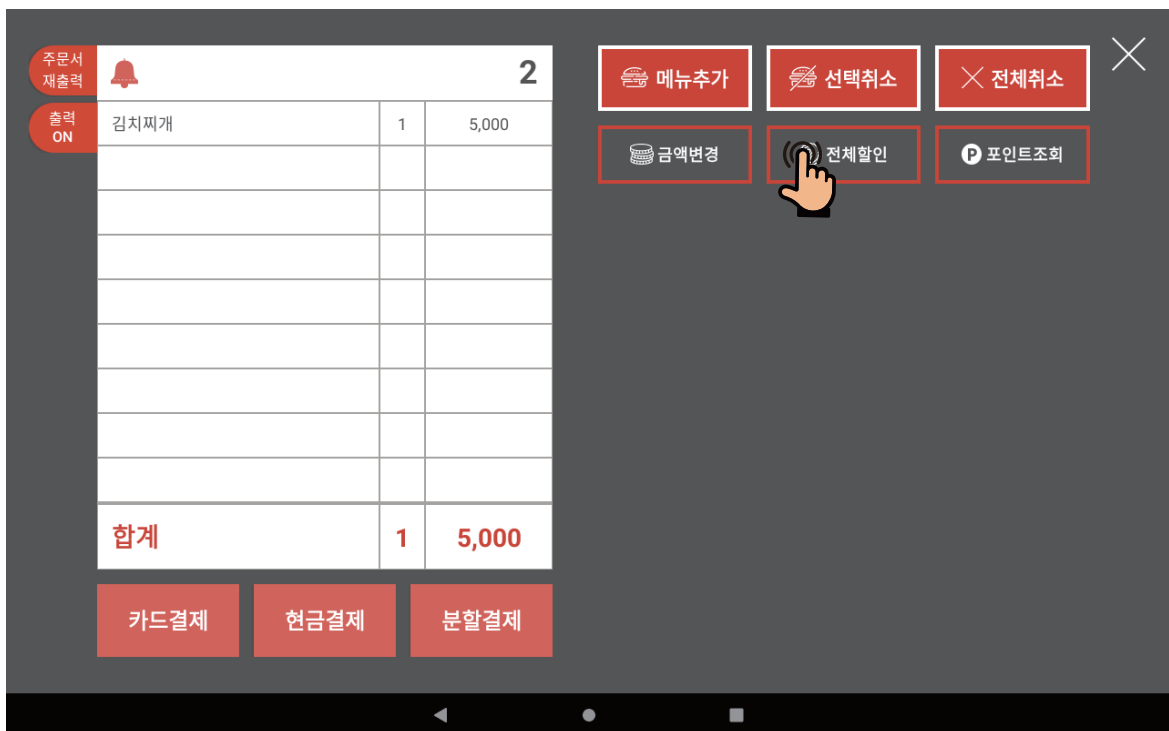 주문서
재출력
출력
ON
2
김치찌개 1 5,000
합계 1 5,000
카드결제 현금결제 분할결제
메뉴추가 선택취소 전체취소
금액변경 전체할인 P 포인트조회